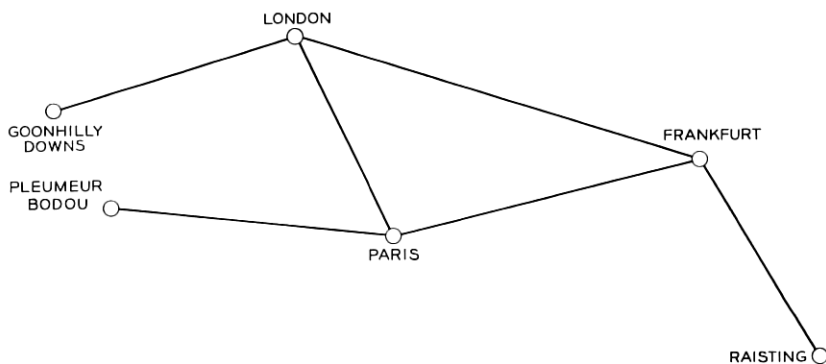 LONDON
GOONHILLY
DOWNS
FRANKFURT
PLEUMEUR
BODOU
PARIS
RAISTING